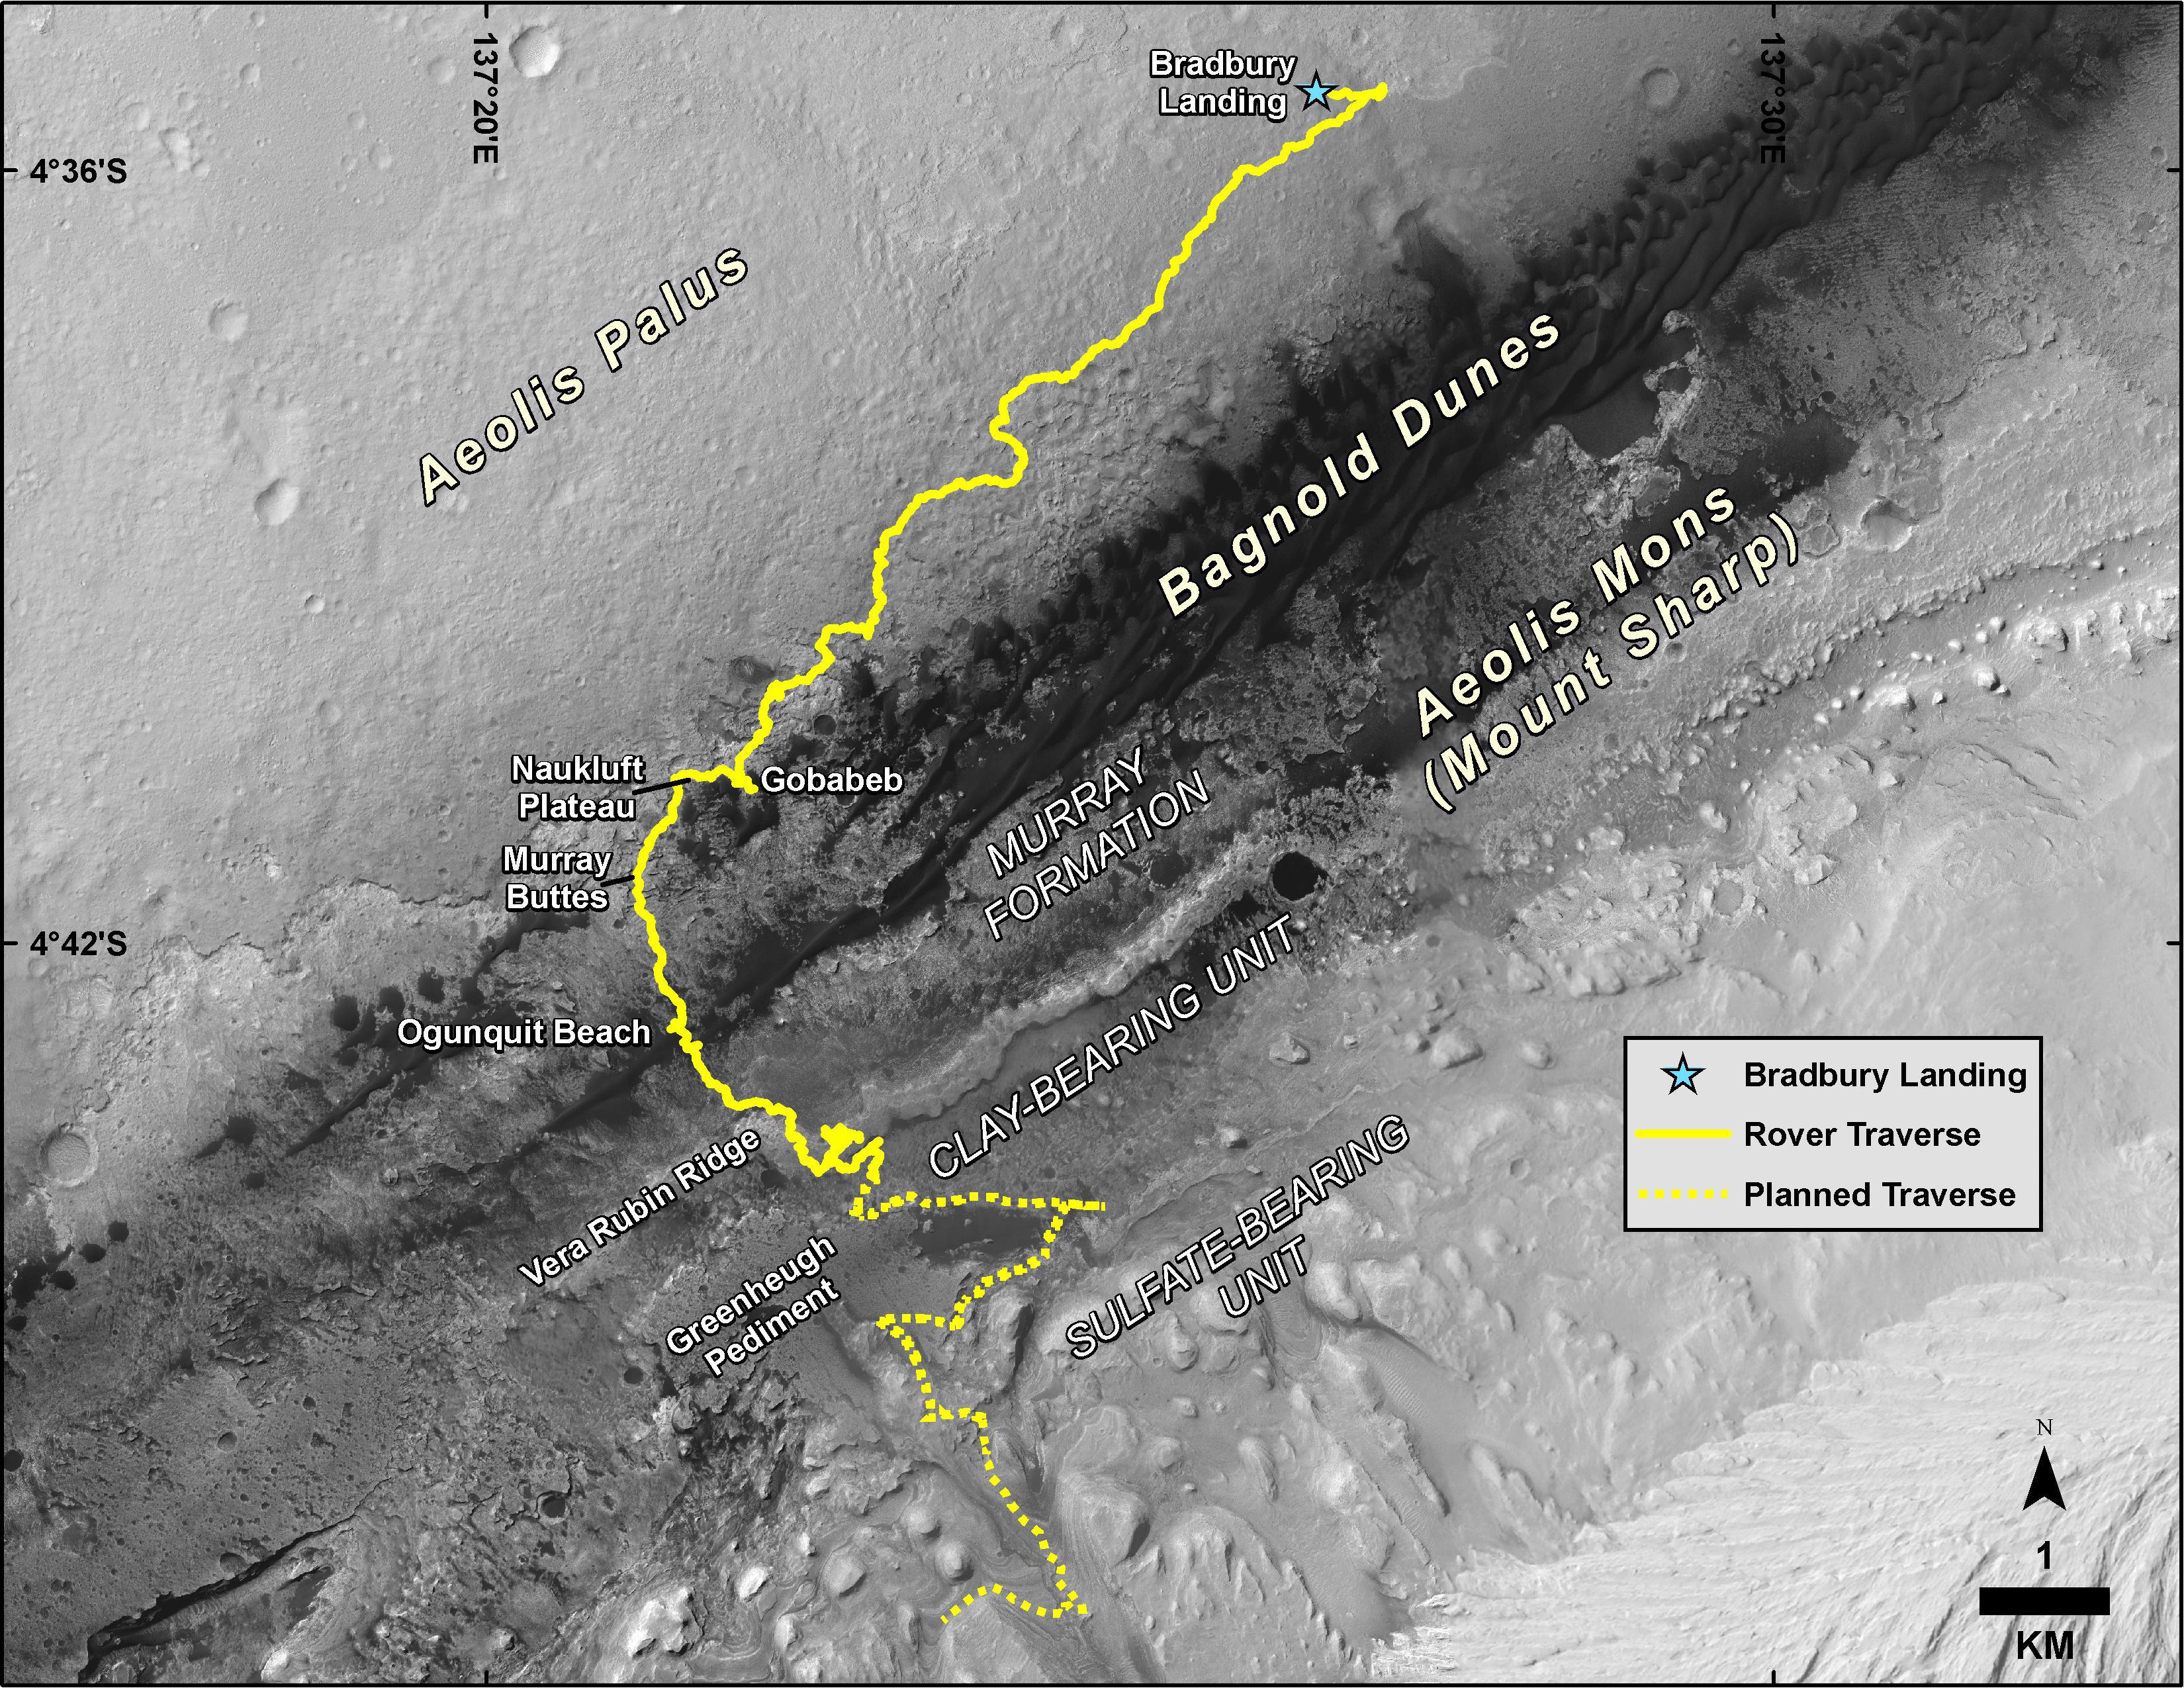 137°20'E
137°30'E
Bradbury
Landing
4°36'S
Aeolis Palus
Bagnold Dunes
Aeolis Mons
(Mount Sharp)
Naukluft
Plateau
Gobabeb
MURRAY
FORMATION
Murray
Buttes
4°42'S
Ogunquit Beach
CLAY-BEARING UNIT
Vera Rubin Ridge
SULFATE-BEARING
UNIT
Greenheugh
Pediment
Bradbury Landing
Rover Traverse
Planned Traverse
N
1
KM